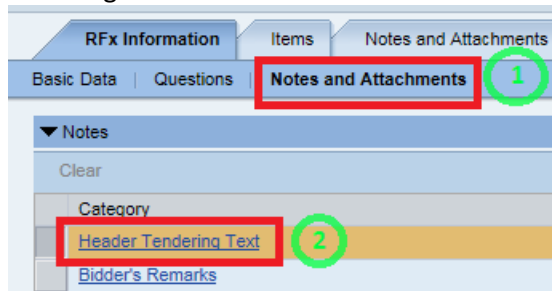 RFx Information Items Notes and Attachments
Basic Data | Questions | Notes and Attachments 1
Notes
Clear
Category
Header Tendering Text 2
Bidder's Remarks